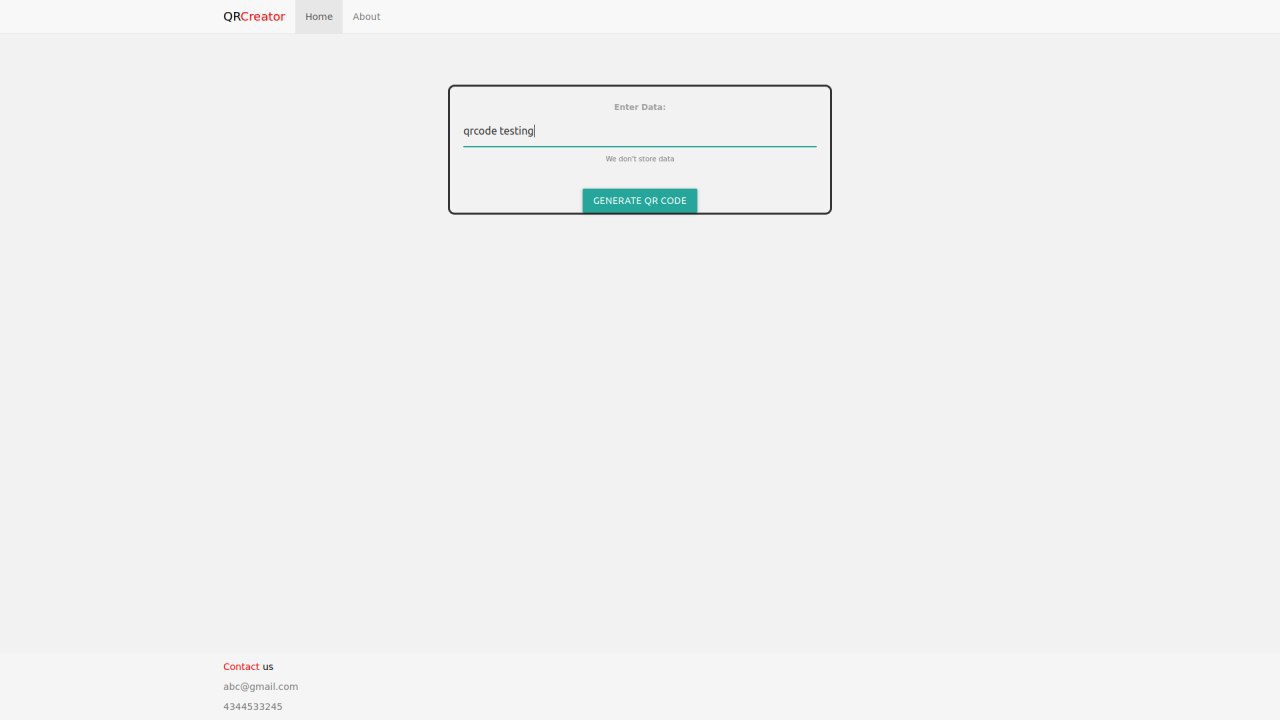 QRCreator Home About
Enter Data:
qrcode testing
We don't store data
GENERATE QR CODE
Contact us
abc@gmail.com
4344533245